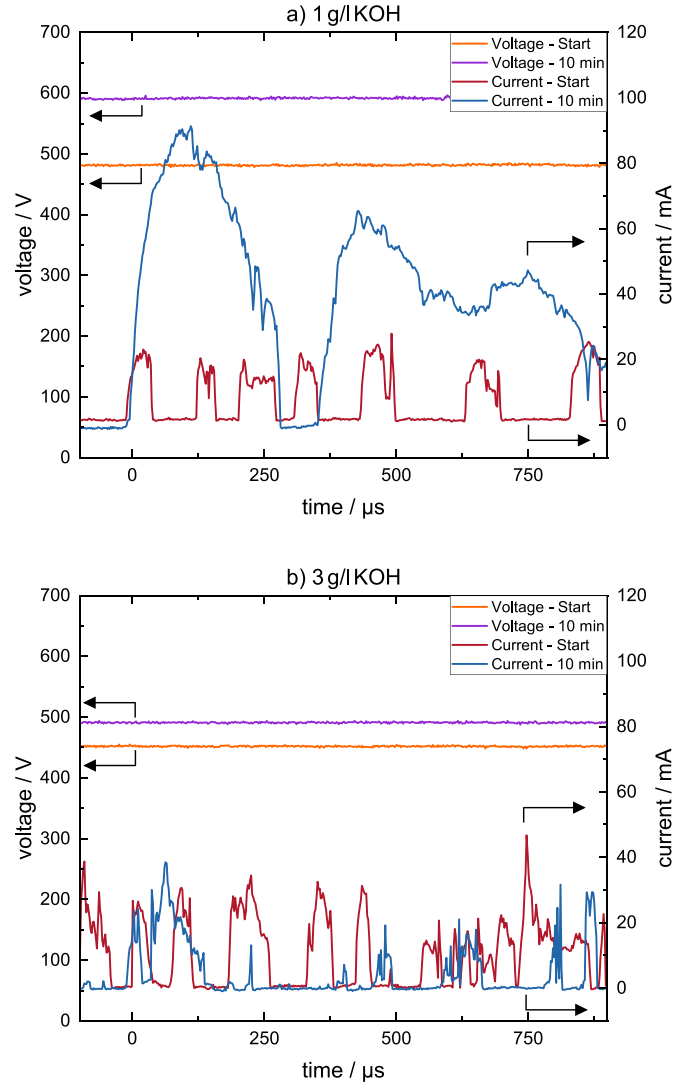 a) 1 g/l KOH
Voltage - Start
Voltage - 10 min
Current - Start
Current - 10 min
700
600
500
400
300
200
100
0
voltage / V
120
100
80
60
40
20
0
current / mA
0
250
500
750
time / µs
b) 3 g/l KOH
Voltage - Start
Voltage - 10 min
Current - Start
Current - 10 min
700
600
500
400
300
200
100
0
voltage / V
120
100
80
60
40
20
0
current / mA
0
250
500
750
time / µs